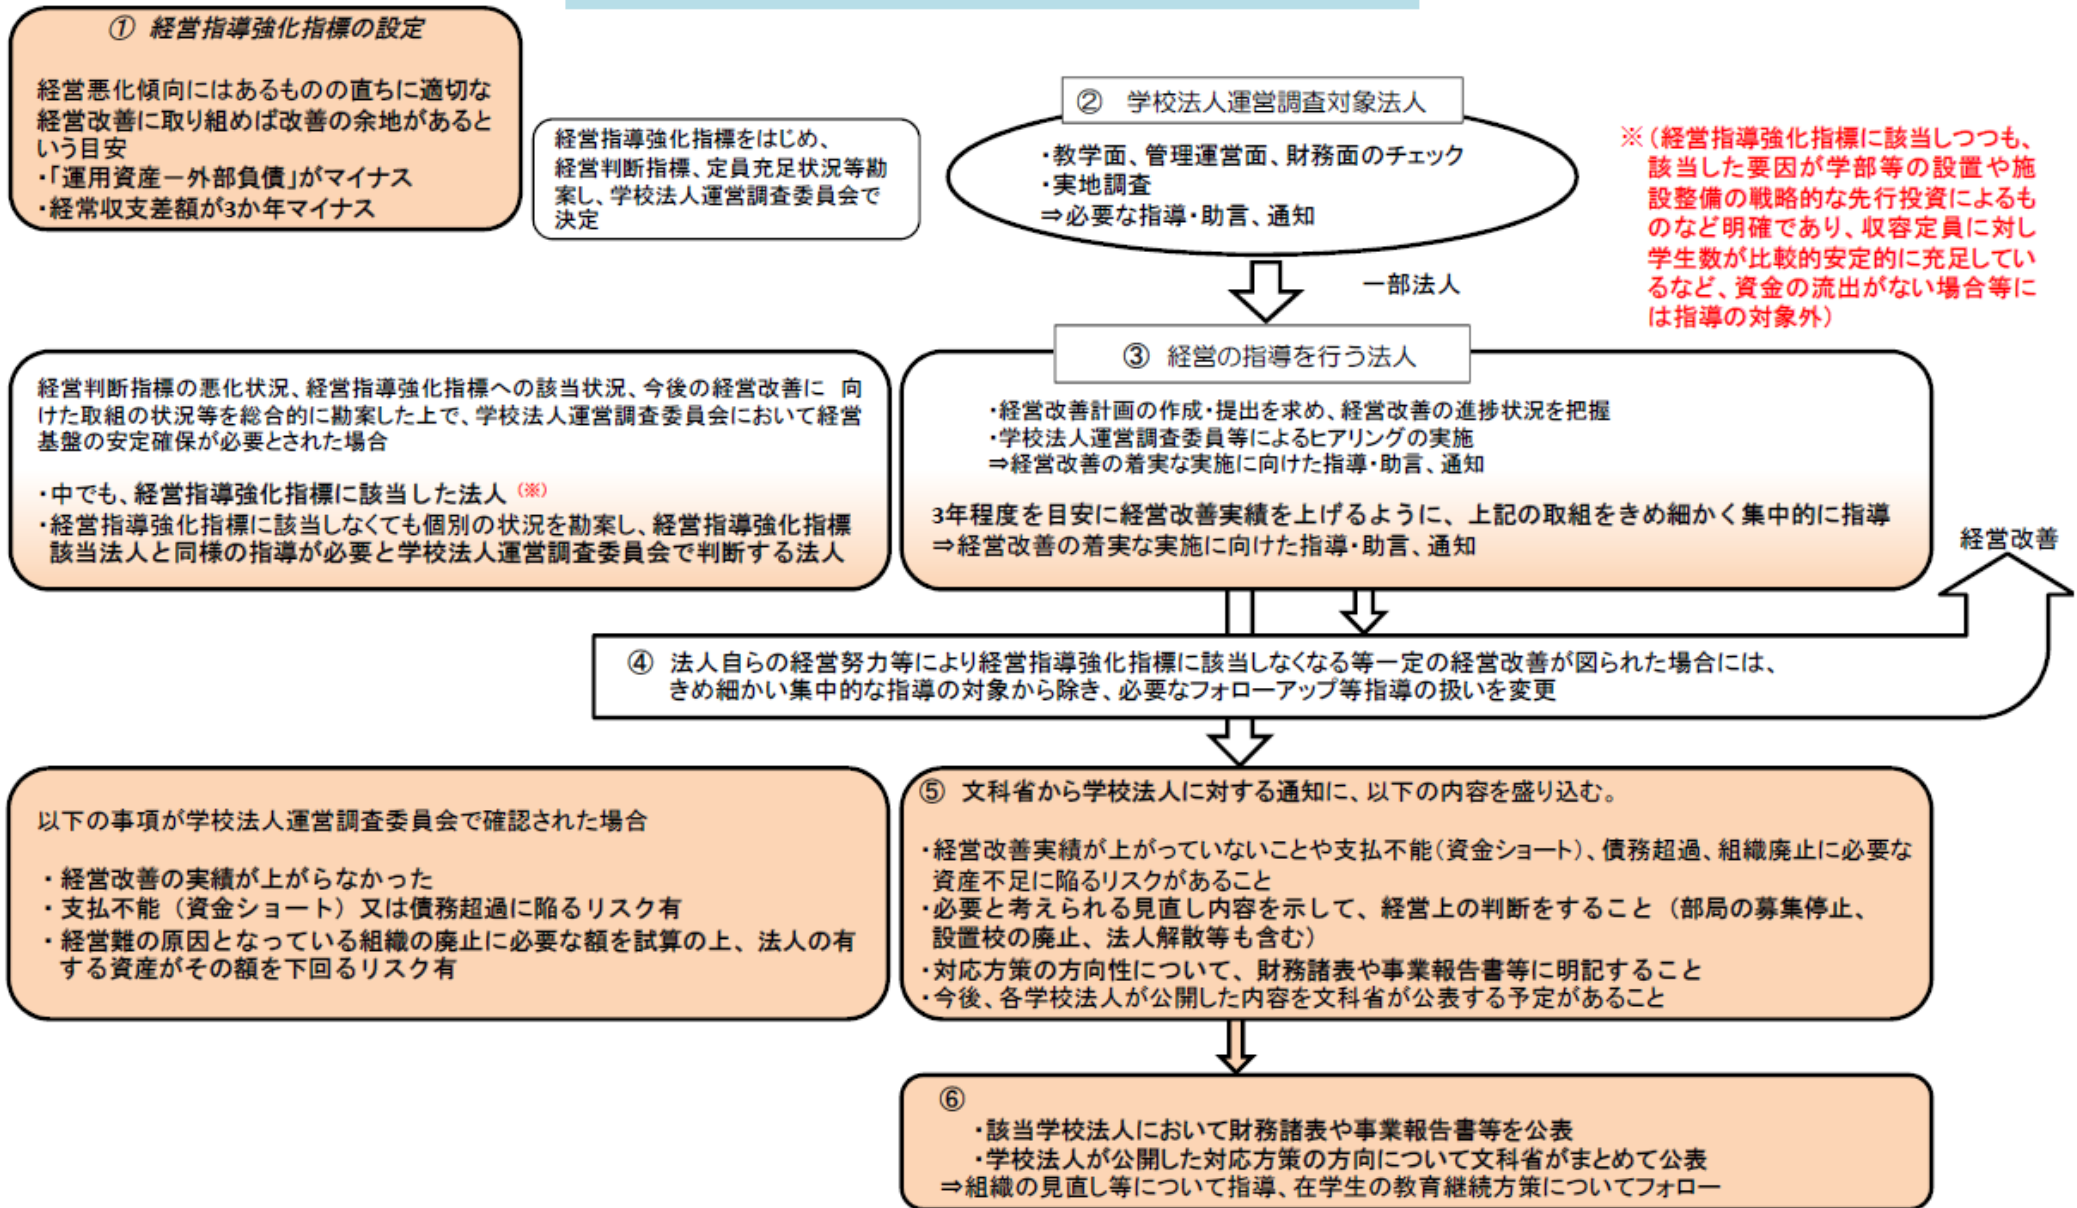 ① 経営指導強化指標の設定
経営悪化傾向にはあるものの直ちに適切な
経営改善に取り組めば改善の余地があると
いう目安
・「運用資産－外部負債」がマイナス
・経常収支差額が3か年マイナス
経営指導強化指標をはじめ、
経営判断指標、定員充足状況等勘
案し、学校法人運営調査委員会で
決定
② 学校法人運営調査対象法人
・教学面、管理運営面、財務面のチェック
・実地調査
⇒必要な指導・助言、通知
※（経営指導強化指標に該当しつつも、
該当した要因が学部等の設置や施
設整備の戦略的な先行投資によるも
のなど明確であり、収容定員に対し
学生数が比較的安定的に充足してい
るなど、資金の流出がない場合等に
は指導の対象外）
一部法人
経営判断指標の悪化状況、経営指導強化指標への該当状況、今後の経営改善に 向
けた取組の状況等を総合的に勘案した上で、学校法人運営調査委員会において経営
基盤の安定確保が必要とされた場合
・中でも、経営指導強化指標に該当した法人（※）
・経営指導強化指標に該当しなくても個別の状況を勘案し、経営指導強化指標
該当法人と同様の指導が必要と学校法人運営調査委員会で判断する法人
③ 経営の指導を行う法人
・経営改善計画の作成・提出を求め、経営改善の進捗状況を把握
・学校法人運営調査委員等によるヒアリングの実施
⇒経営改善の着実な実施に向けた指導・助言、通知
3年程度を目安に経営改善実績を上げるように、上記の取組をきめ細かく集中的に指導
⇒経営改善の着実な実施に向けた指導・助言、通知
経営改善
④ 法人自らの経営努力等により経営指導強化指標に該当しなくなる等一定の経営改善が図られた場合には、
きめ細かい集中的な指導の対象から除き、必要なフォローアップ等指導の扱いを変更
以下の事項が学校法人運営調査委員会で確認された場合
・経営改善の実績が上がらなかった
・支払不能（資金ショート）又は債務超過に陥るリスク有
・経営難の原因となっている組織の廃止に必要な額を試算の上、法人の有
する資産がその額を下回るリスク有
⑤ 文科省から学校法人に対する通知に、以下の内容を盛り込む。
・経営改善実績が上がっていないことや支払不能（資金ショート）、債務超過、組織廃止に必要な
資産不足に陥るリスクがあること
・必要と考えられる見直し内容を示して、経営上の判断をすること（部局の募集停止、
設置校の廃止、法人解散等も含む）
・対応方策の方向性について、財務諸表や事業報告書等に明記すること
・今後、各学校法人が公開した内容を文科省が公表する予定があること
⑥
・該当学校法人において財務諸表や事業報告書等を公表
・学校法人が公開した対応方策の方向について文科省がまとめて公表
⇒組織の見直し等について指導、在学生の教育継続方策についてフォロー